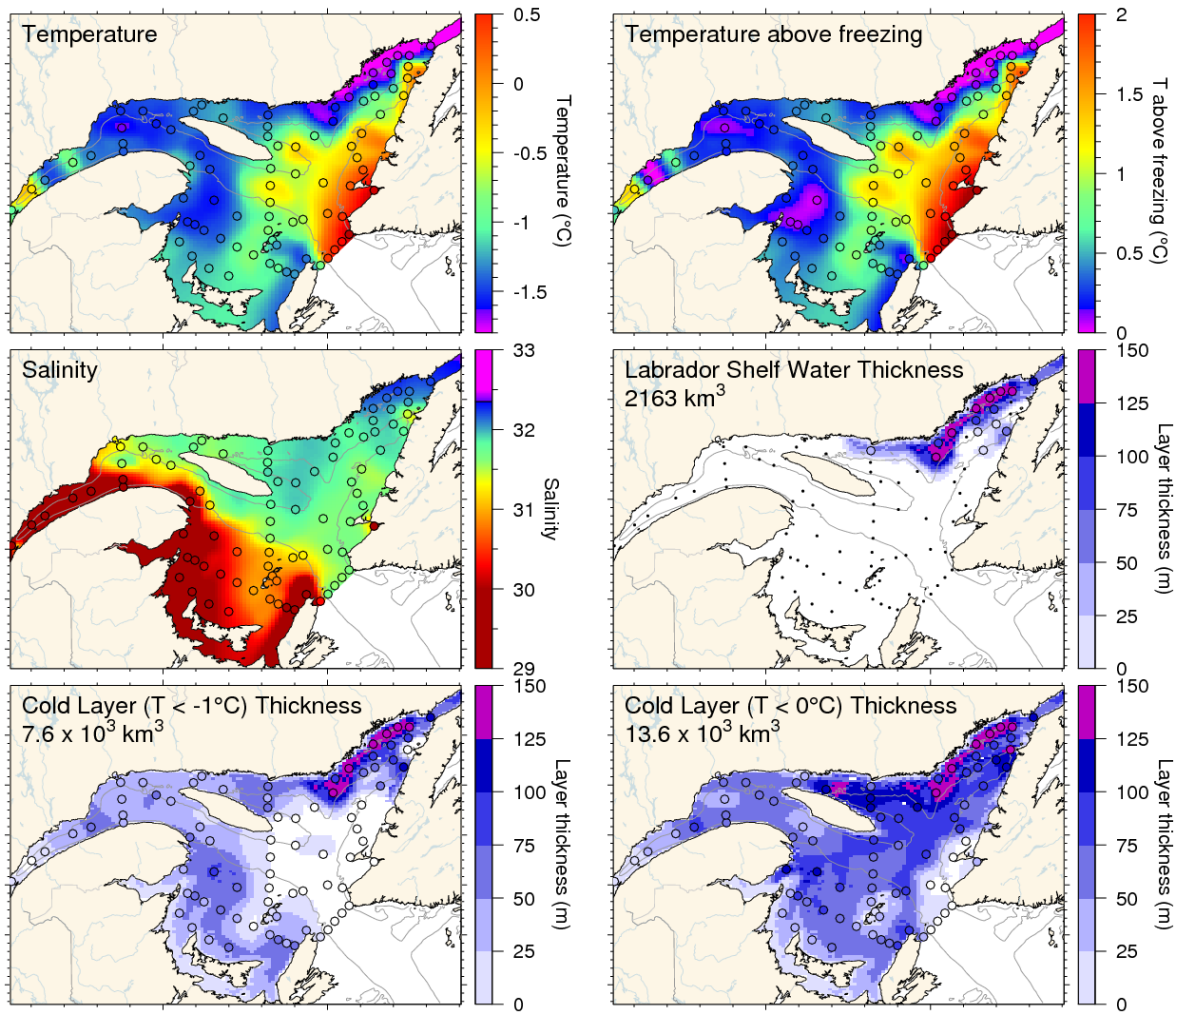 Temperature
0.5
0
-0.5
-1
-1.5
Temperature (°C)
Temperature above freezing
2
1.5
1
0.5
0
T above freezing (°C)
Salinity
33
32
31
30
29
Salinity
Labrador Shelf Water Thickness
2163 km³
150
125
100
75
50
25
0
Layer thickness (m)
Cold Layer (T < -1°C) Thickness
7.6 x 10³ km³
150
125
100
75
50
25
0
Layer thickness (m)
Cold Layer (T < 0°C) Thickness
13.6 x 10³ km³
150
125
100
75
50
25
0
Layer thickness (m)